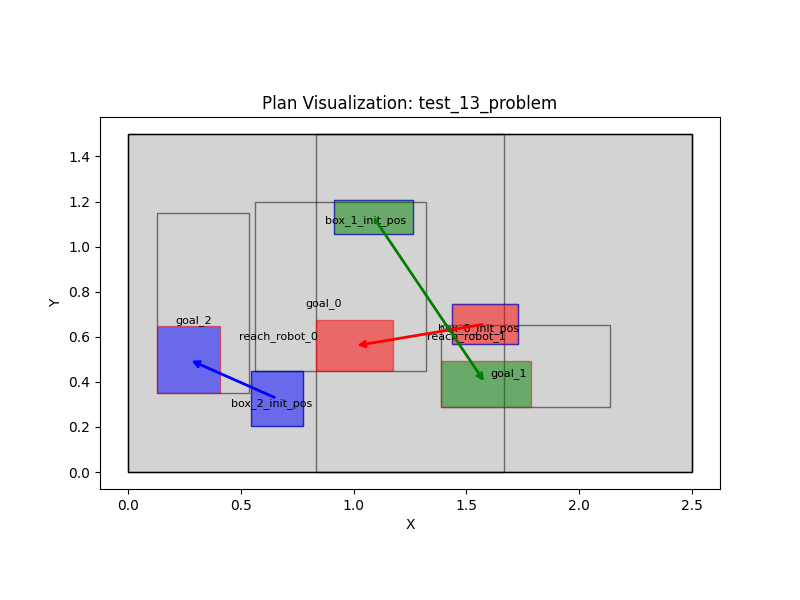 Plan Visualization: test_13_problem
Y
1.4
1.2
1.0
0.8
0.6
0.4
0.2
0.0
box_1_init_pos
goal_0
goal_2
box_0_init_pos
reach_robot_0
reach_robot_1
goal_1
box_2_init_pos
0.0
0.5
1.0
1.5
2.0
2.5
X